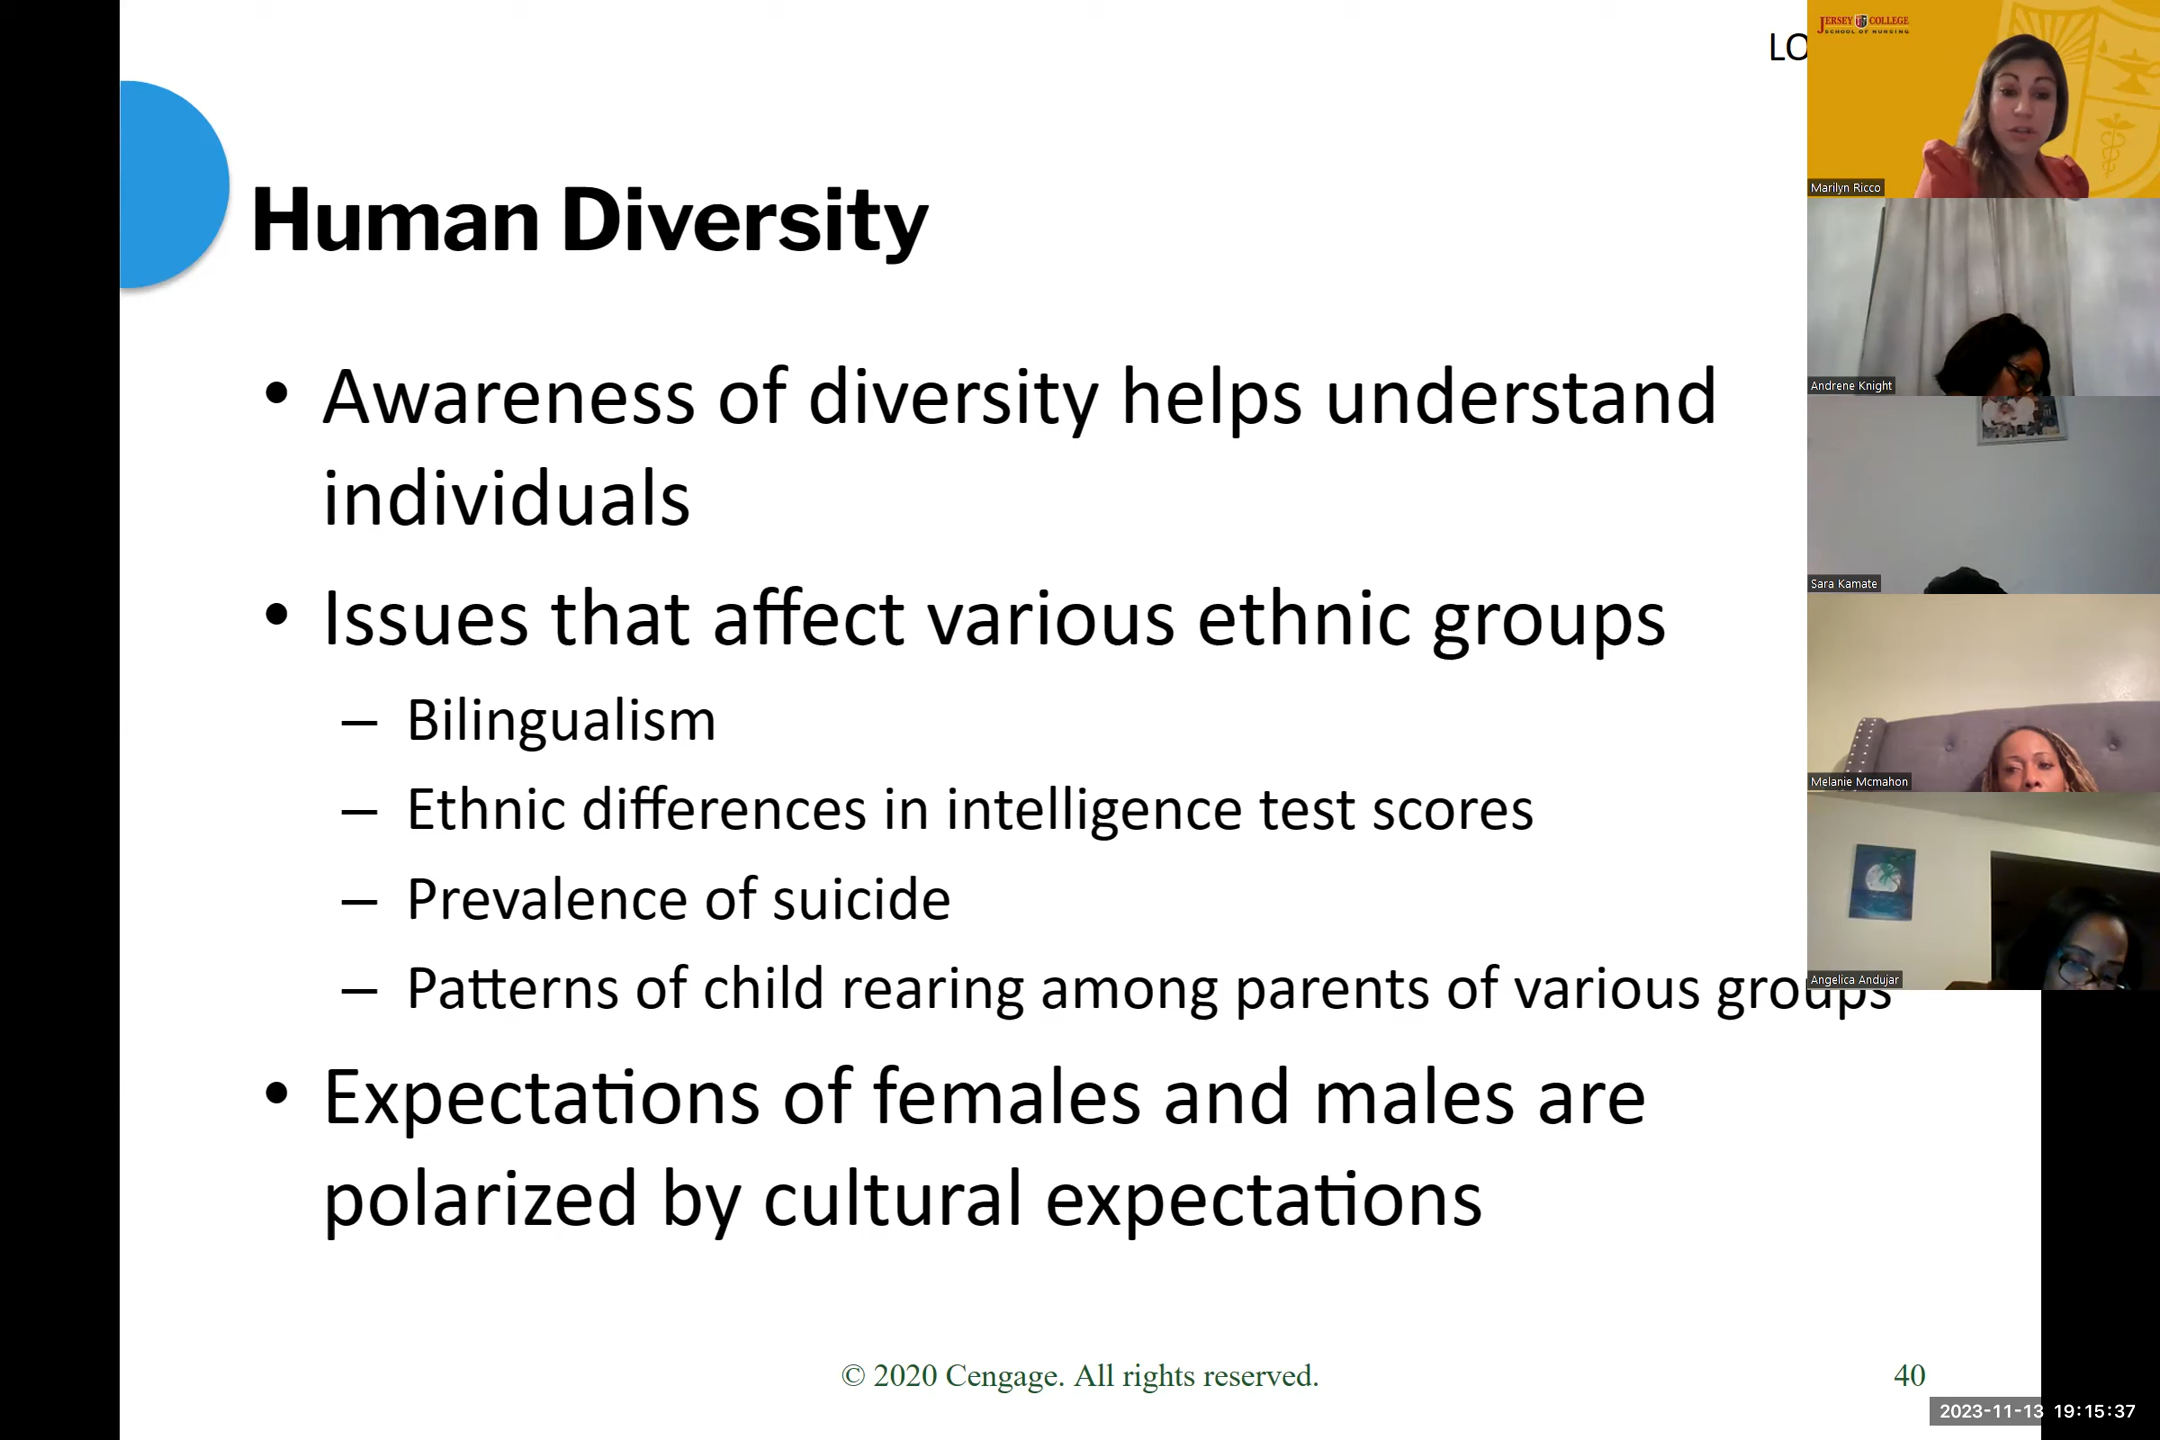 LO
JERSEY COLLEGE
SCHOOL OF NURSING
Marilyn Ricco
Human Diversity
Andrene Knight
• Awareness of diversity helps understand
individuals
Sara Kamate
• Issues that affect various ethnic groups
– Bilingualism
Melanie Mcmahon
– Ethnic differences in intelligence test scores
– Prevalence of suicide
Angelica Andujar
– Patterns of child rearing among parents of various groups
• Expectations of females and males are
polarized by cultural expectations
© 2020 Cengage. All rights reserved.
40
2023-11-13 19:15:37